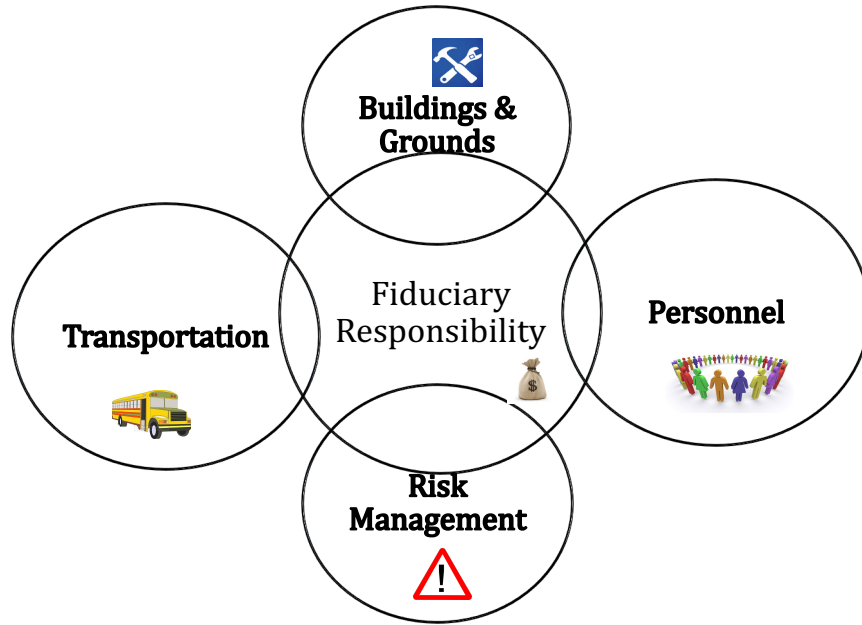 Buildings &
Grounds
Fiduciary
Responsibility
Transportation
Personnel
$
Risk
Management
!